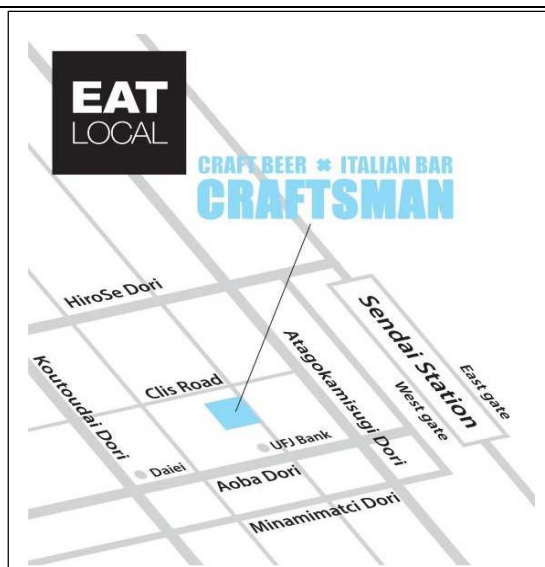 EAT
LOCAL
CRAFT BEER ✖ ITALIAN BAR
CRAFTSMAN
HiroSe Dori
Sendai Station
East gate
West gate
Atagokamisugi Dori
Koutoudai Dori
Clis Road
UFJ Bank
Daiei
Aoba Dori
Minamimatci Dori